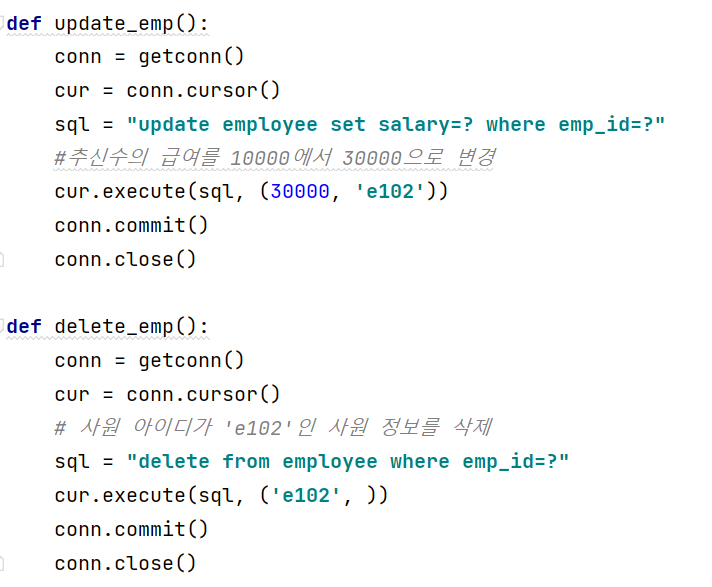 def update_emp():
    conn = getconn()
    cur = conn.cursor()
    sql = "update employee set salary=? where emp_id=?"
    #추신수의 급여를 10000에서 30000으로 변경
    cur.execute(sql, (30000, 'e102'))
    conn.commit()
    conn.close()

def delete_emp():
    conn = getconn()
    cur = conn.cursor()
    # 사원 아이디가 'e102'인 사원 정보를 삭제
    sql = "delete from employee where emp_id=?"
    cur.execute(sql, ('e102', ))
    conn.commit()
    conn.close()